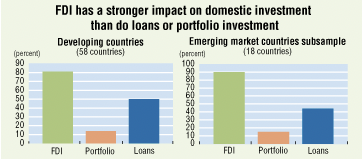 FDI has a stronger impact on domestic investment
than do loans or portfolio investment
Developing countries
(58 countries)
(percent)
90
80
70
60
50
40
30
20
10
0
FDI Portfolio Loans
Emerging market countries subsample
(18 countries)
(percent)
100
90
80
70
60
50
40
30
20
10
0
FDI Portfolio Loans